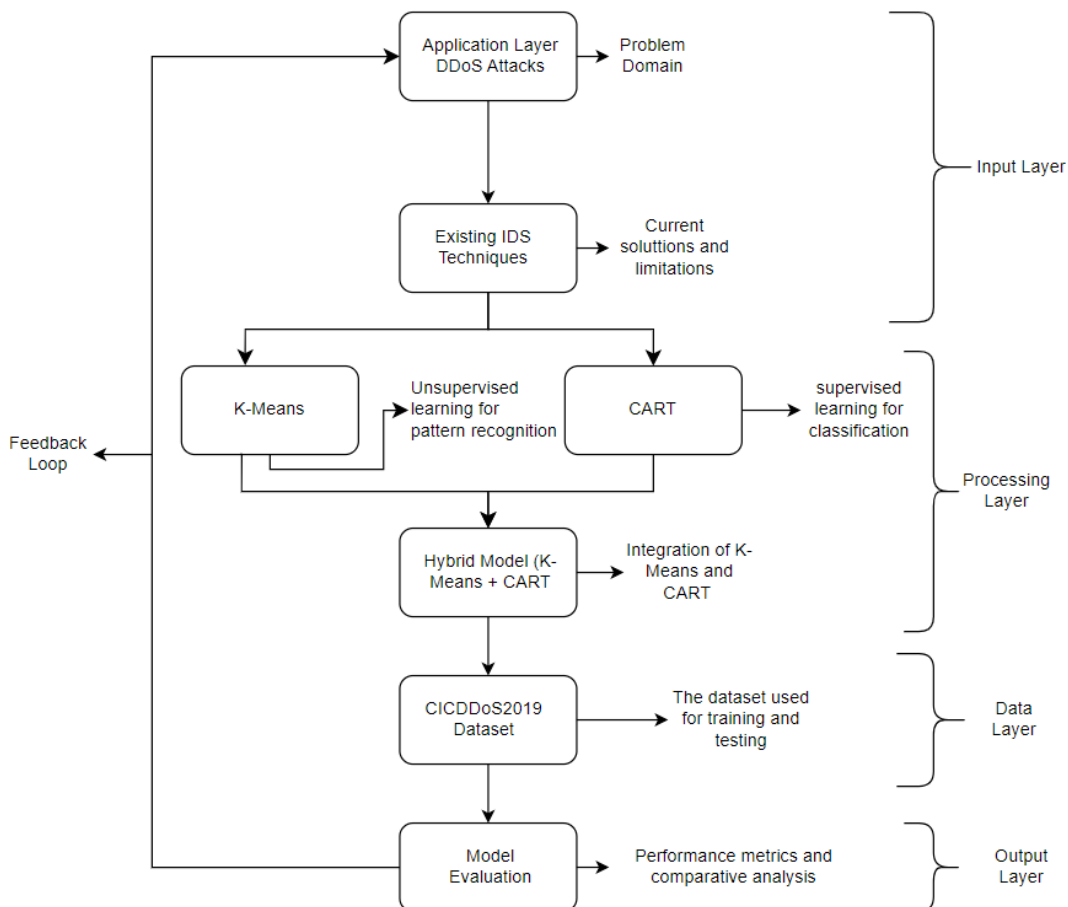 Application Layer
DDoS Attacks
Problem
Domain
Input Layer
Existing IDS
Techniques
Current
soluttions and
limitations
K-Means
Unsupervised
learning for
pattern recognition
CART
supervised
learning for
classification
Feedback
Loop
Processing
Layer
Hybrid Model (K-
Means + CART
Integration of K-
Means and
CART
CICDDoS2019
Dataset
The dataset used
for training and
testing
Data
Layer
Model
Evaluation
Performance metrics and
comparative analysis
Output
Layer